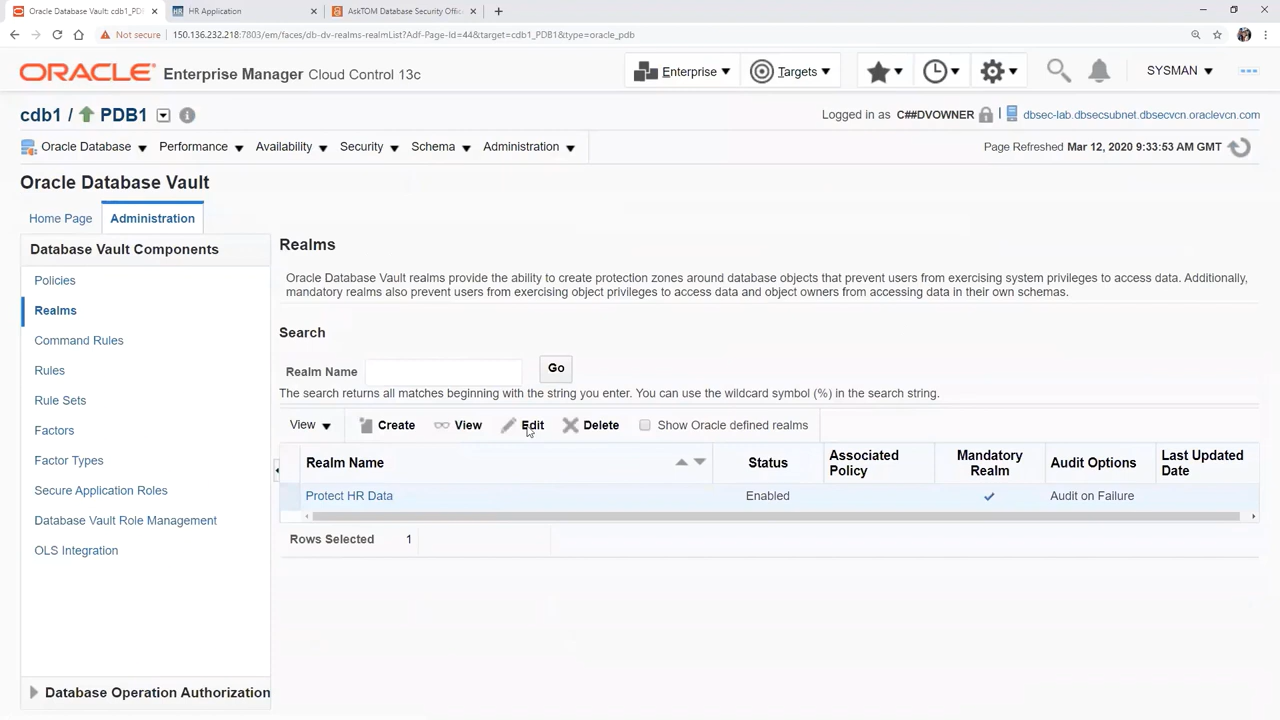 Oracle Database Vault: cdb1_PD
HR Application
AskTOM Database Security Offic
Not secure
150.136.232.218:7803/em/faces/db-dv-realms-realmList?Adf-Page-Id=44&target=cdb1_PDB1&type=oracle_pdb
ORACLE Enterprise Manager Cloud Control 13c
Enterprise
Targets
SYSMAN
cdb1 / PDB1
Logged in as C##DVOWNER
dbsec-lab.dbsecsubnet.dbsecvcn.oraclevcn.com
Oracle Database
Performance
Availability
Security
Schema
Administration
Page Refreshed Mar 12, 2020 9:33:53 AM GMT
Oracle Database Vault
Home Page
Administration
Database Vault Components
Policies
Realms
Command Rules
Rules
Rule Sets
Factors
Factor Types
Secure Application Roles
Database Vault Role Management
OLS Integration
Database Operation Authorization
Realms
Oracle Database Vault realms provide the ability to create protection zones around database objects that prevent users from exercising system privileges to access data. Additionally,
mandatory realms also prevent users from exercising object privileges to access data and object owners from accessing data in their own schemas.
Search
Realm Name
Go
The search returns all matches beginning with the string you enter. You can use the wildcard symbol (%) in the search string.
View
Create
View
Edit
Delete
Show Oracle defined realms
Realm Name
Status
Associated
Policy
Mandatory
Realm
Audit Options
Last Updated
Date
Protect HR Data
Enabled
Audit on Failure
Rows Selected 1